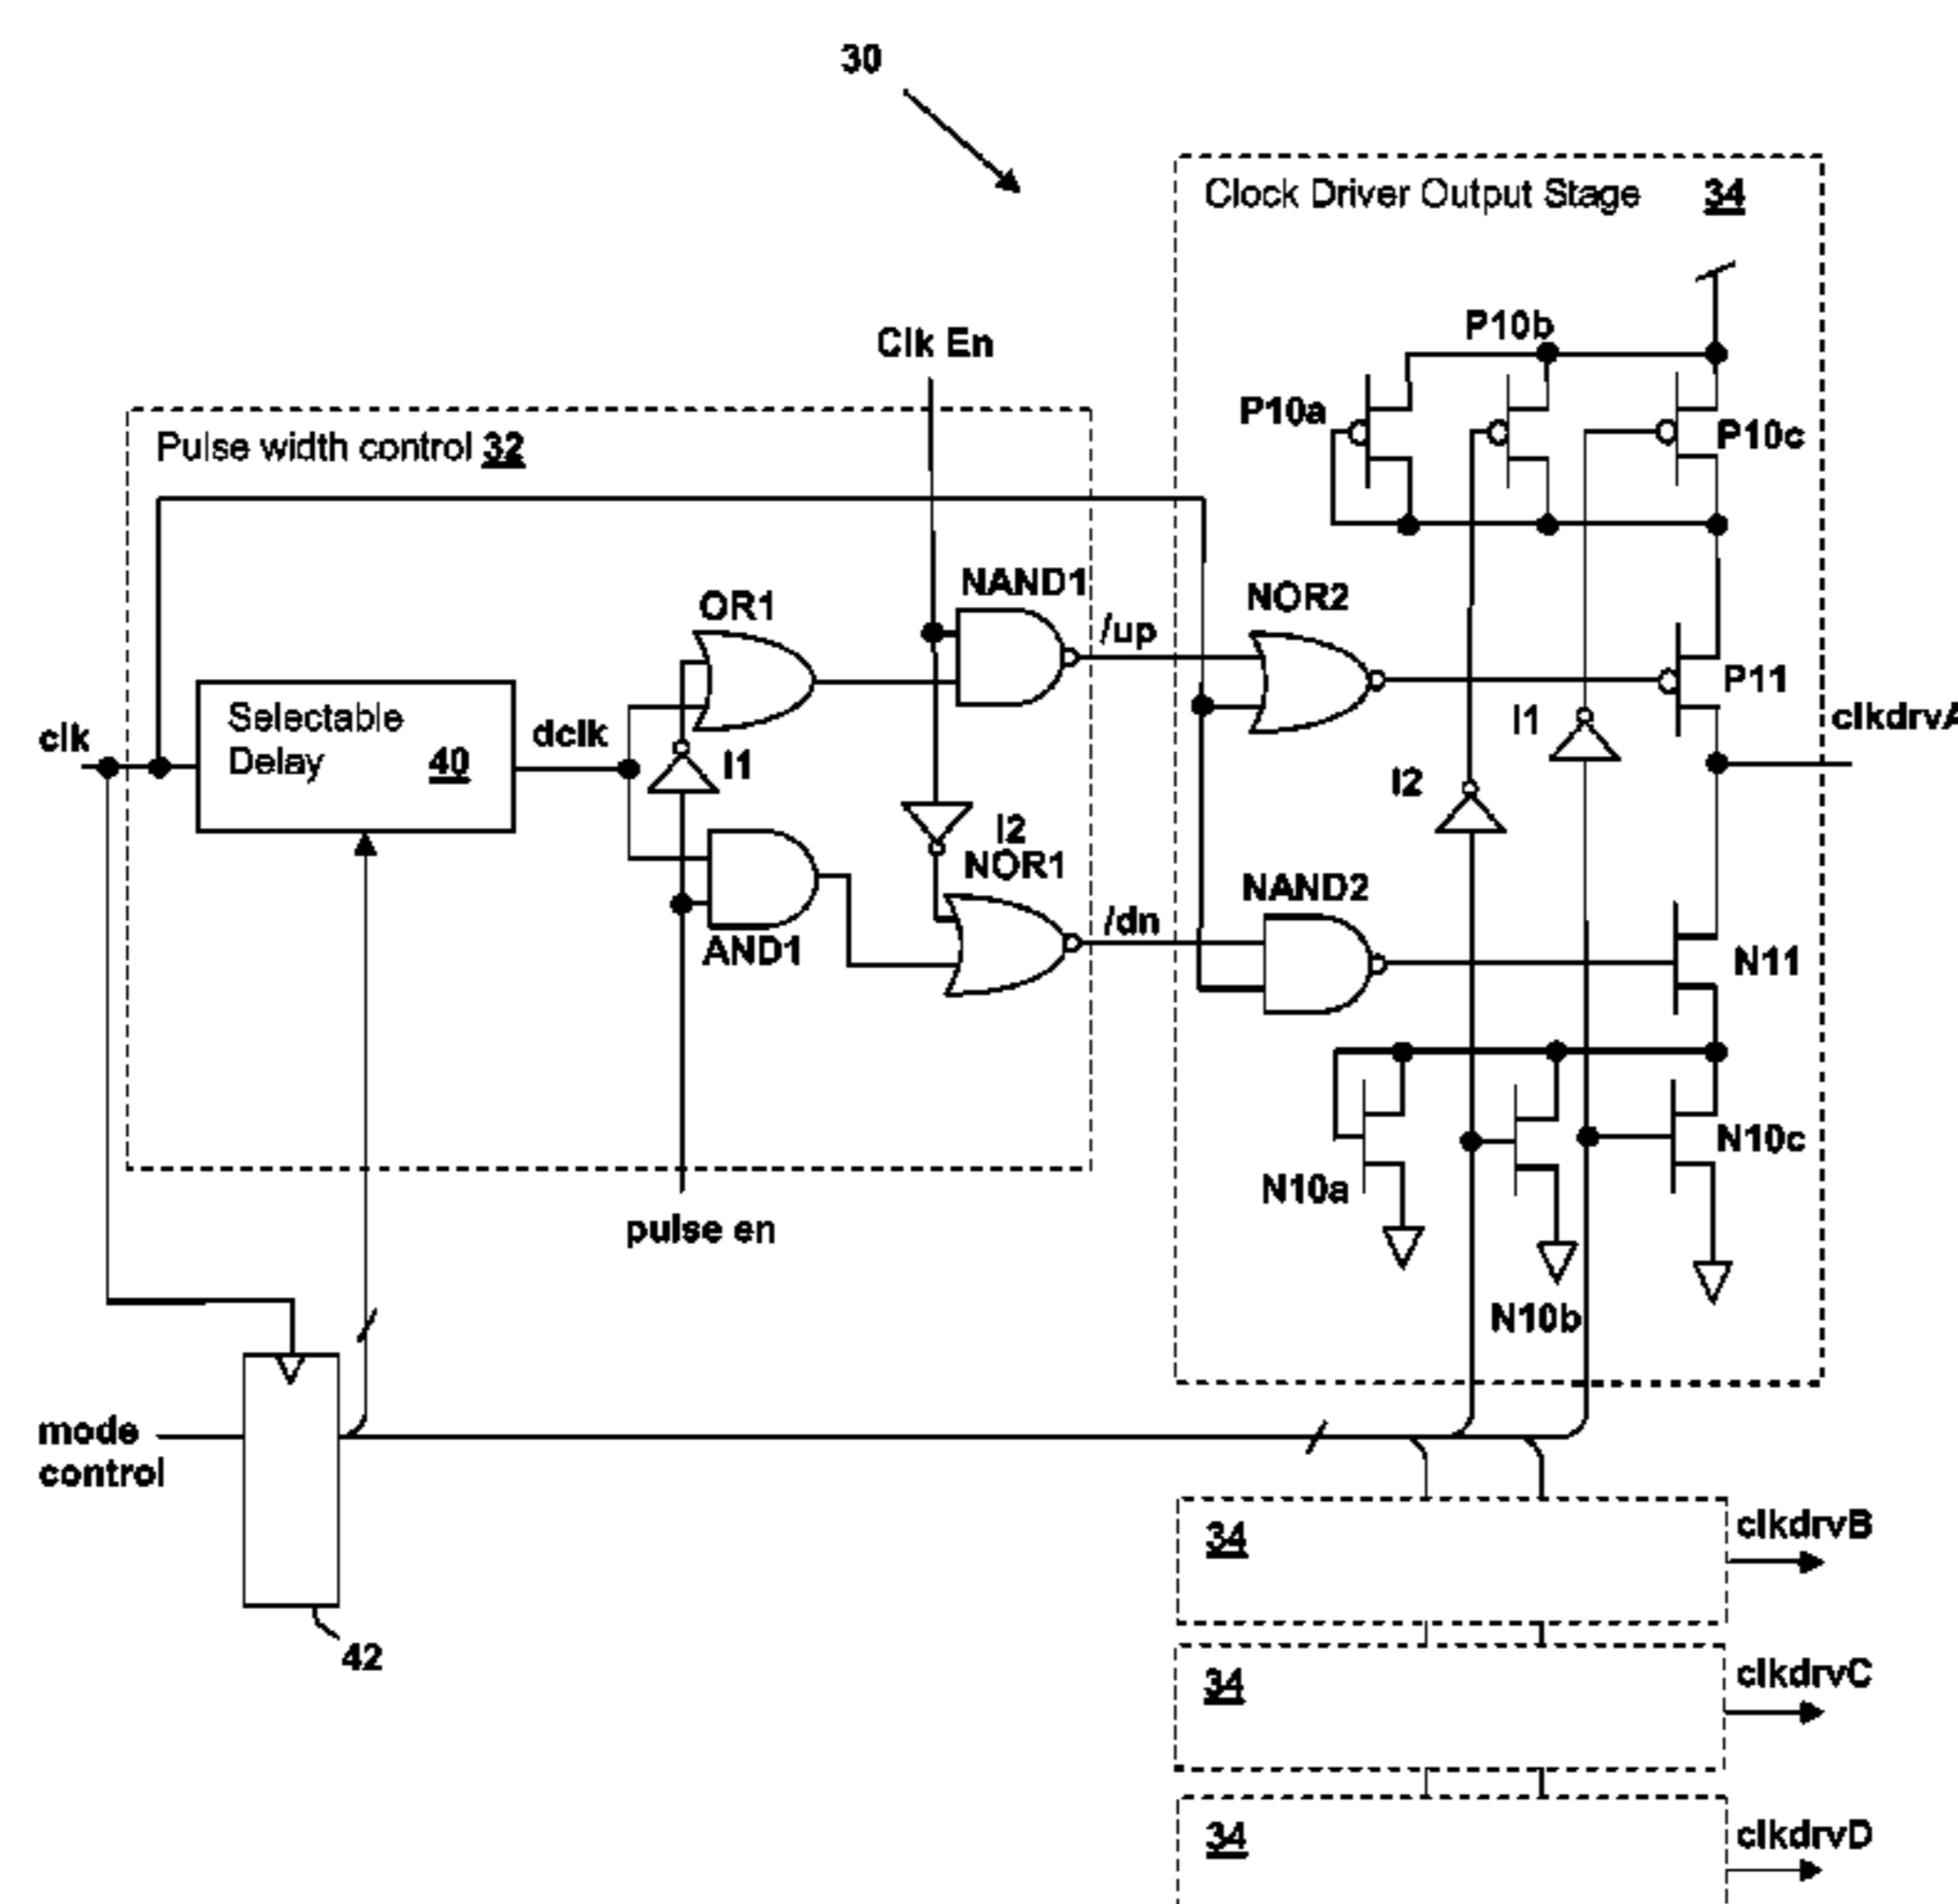 30
Clock Driver Output Stage 34
P10b
Clk En
P10a
P10c
Pulse width control 32
NAND1
NOR2
OR1
/up
P11
Selectable
Delay 40
clk
dclk
I1
I1
clkdrvA
I2
I2
NOR1
NAND2
/dn
AND1
N11
N10c
N10a
pulse en
N10b
mode
control
34
clkdrvB
42
34
clkdrvC
34
clkdrvD